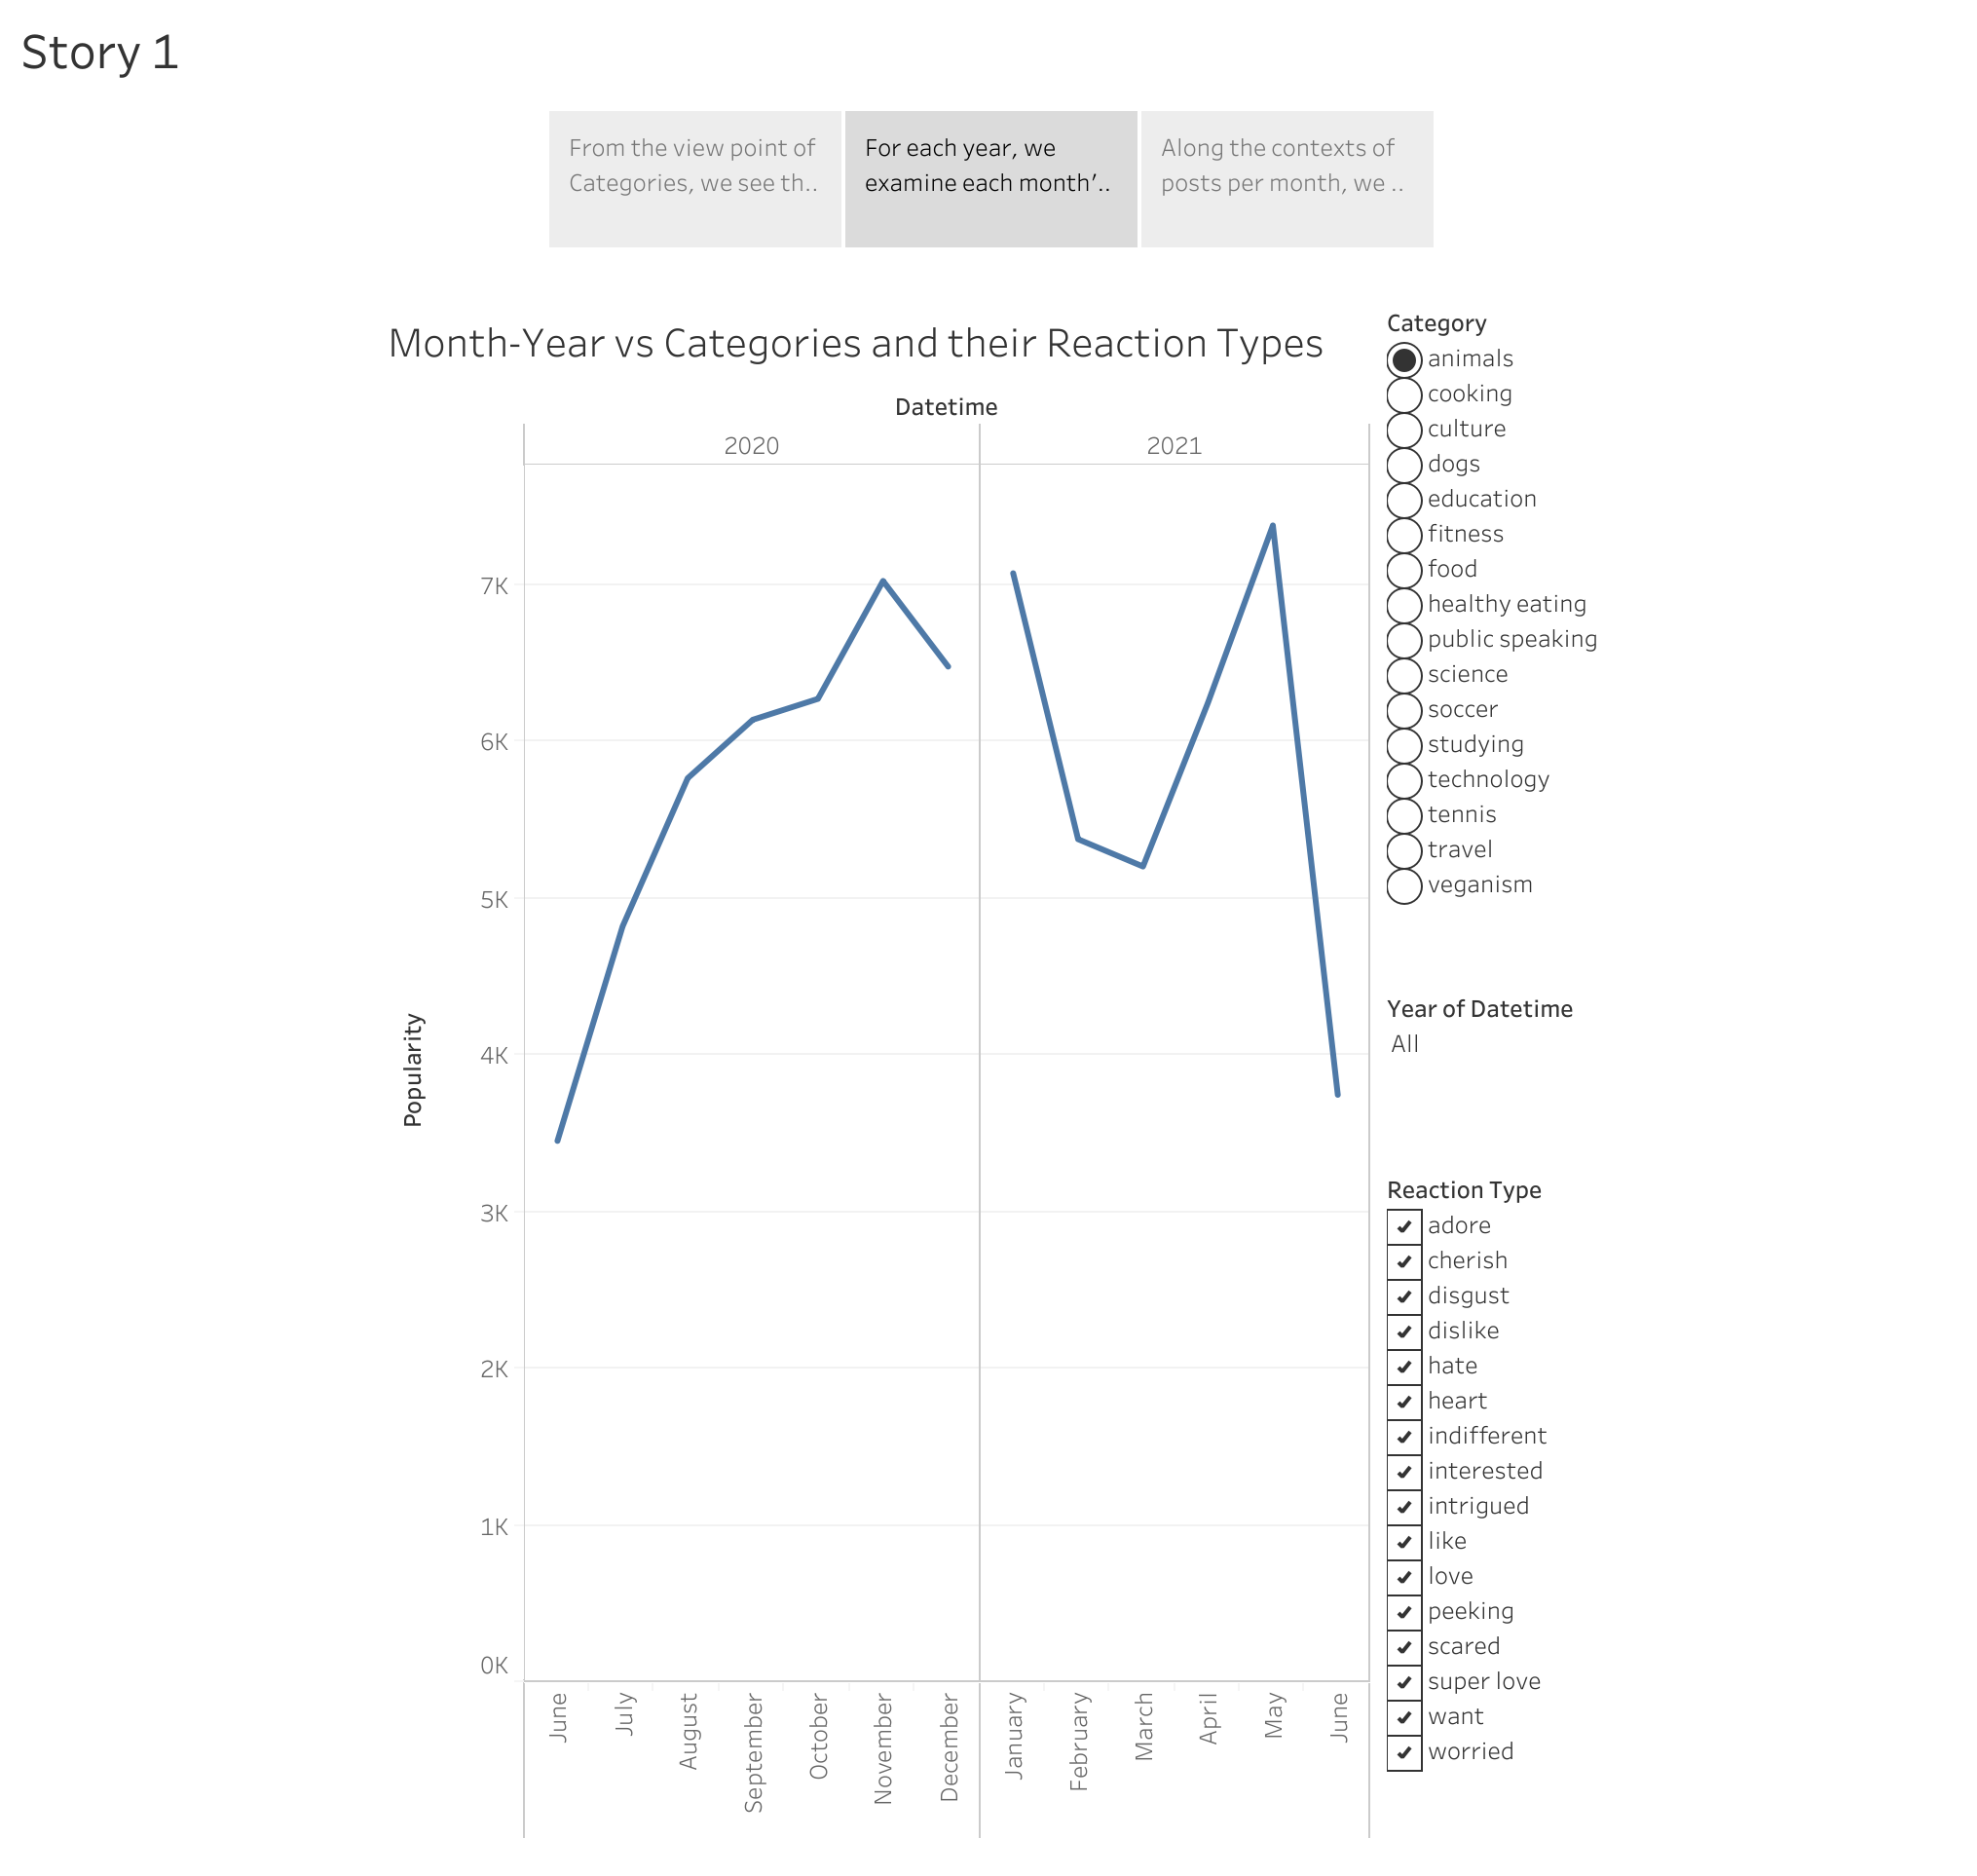 Story 1
From the view point of
Categories, we see th..
For each year, we
examine each month’..
Along the contexts of
posts per month, we ..
Month-Year vs Categories and their Reaction Types
Datetime
2020
2021
7K
6K
5K
4K
3K
2K
1K
0K
Popularity
June
July
August
September
October
November
December
January
February
March
April
May
June
Category
animals
cooking
culture
dogs
education
fitness
food
healthy eating
public speaking
science
soccer
studying
technology
tennis
travel
veganism
Year of Datetime
All
Reaction Type
adore
cherish
disgust
dislike
hate
heart
indifferent
interested
intrigued
like
love
peeking
scared
super love
want
worried